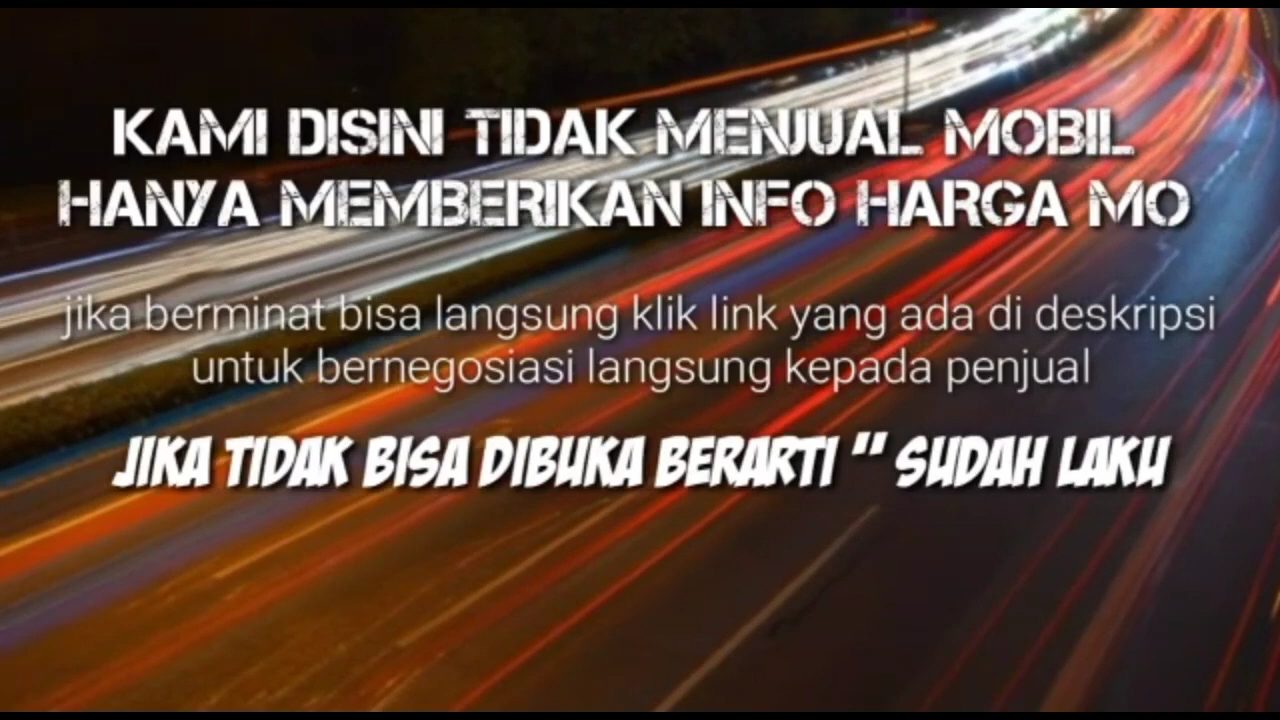 KAMI DISINI TIDAK MENJUAL MOBIL
HANYA MEMBERIKAN INFO HARGA MO
jika berminat bisa langsung klik link yang ada di deskripsi
untuk bernegosiasi langsung kepada penjual
JIKA TIDAK BISA DIBUKA BERARTI " SUDAH LAKU